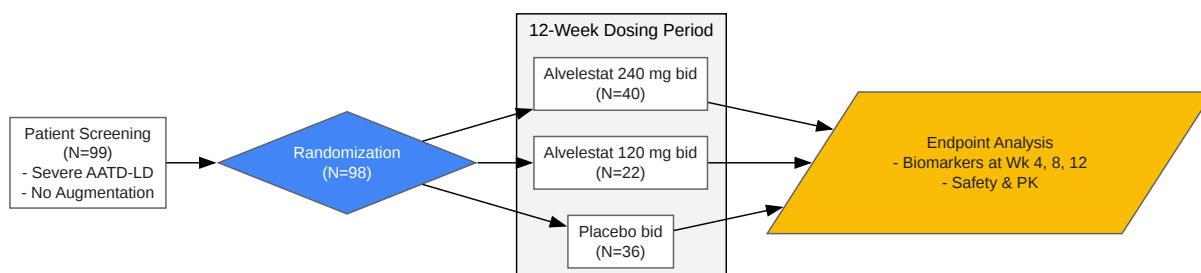 12-Week Dosing Period
Patient Screening
(N=99)
- Severe AATD-LD
- No Augmentation
Randomization
(N=98)
Alvelestat 240 mg bid
(N=40)
Alvelestat 120 mg bid
(N=22)
Placebo bid
(N=36)
Endpoint Analysis
- Biomarkers at Wk 4, 8, 12
- Safety & PK